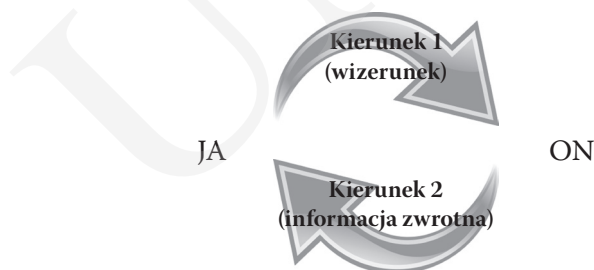 Kierunek 1
(wizerunek)
JA
ON
Kierunek 2
(informacja zwrotna)